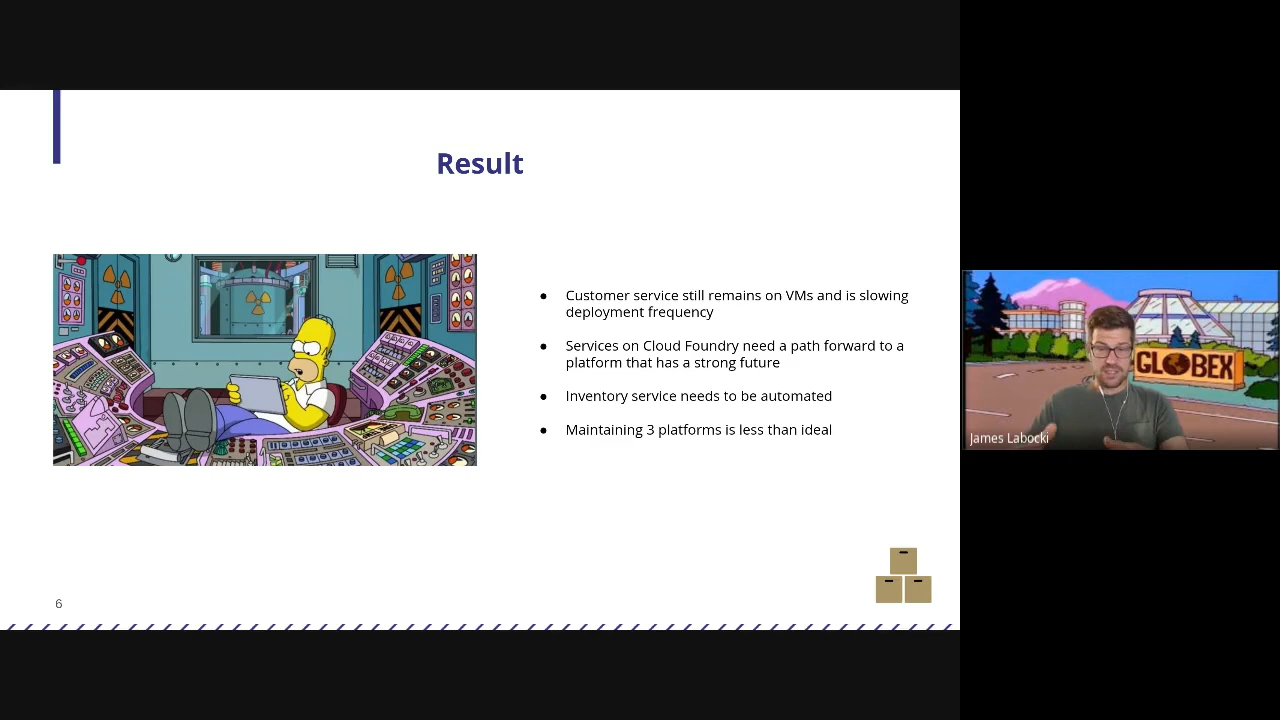 Result
● Customer service still remains on VMs and is slowing
deployment frequency
● Services on Cloud Foundry need a path forward to a
platform that has a strong future
● Inventory service needs to be automated
● Maintaining 3 platforms is less than ideal
6
GLOBEX
James Labocki